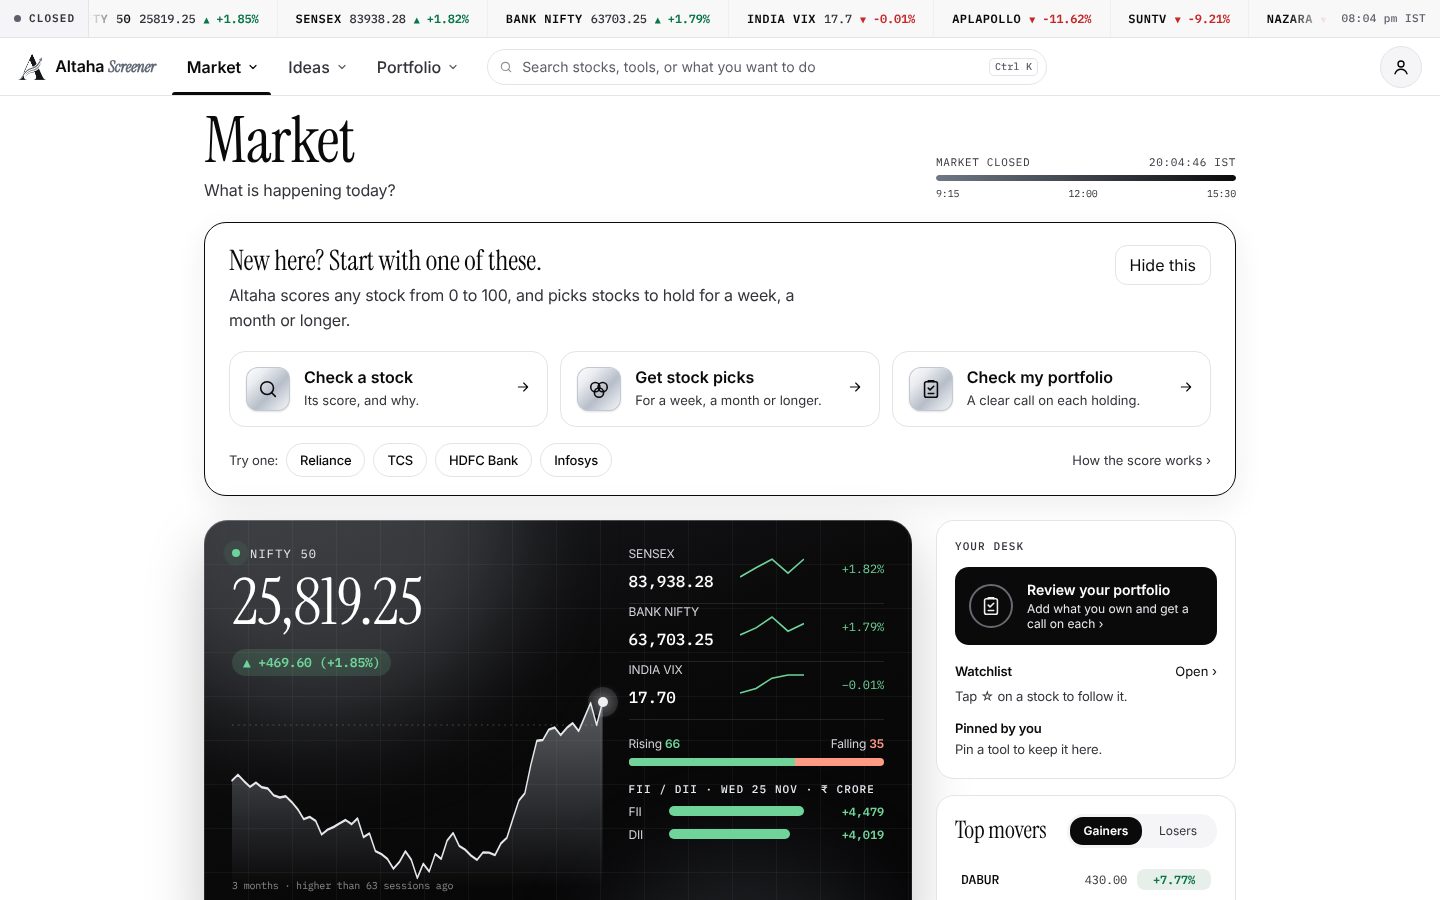 CLOSED
TY 50 25819.25 ▲ +1.85% SENSEX 83938.28 ▲ +1.82% BANK NIFTY 63703.25 ▲ +1.79% INDIA VIX 17.7 ▼ -0.01% APLAPOLLO ▼ -11.62% SUNTV ▼ -9.21% NAZARA ▼ 08:04 pm IST
Altaha Screener
Market
Ideas
Portfolio
Search stocks, tools, or what you want to do
Ctrl K
Market
What is happening today?
MARKET CLOSED 20:04:46 IST
9:15 12:00 15:30
New here? Start with one of these.
Hide this
Altaha scores any stock from 0 to 100, and picks stocks to hold for a week, a
month or longer.
Check a stock
Its score, and why.
Get stock picks
For a week, a month or longer.
Check my portfolio
A clear call on each holding.
Try one: Reliance TCS HDFC Bank Infosys
How the score works ›
NIFTY 50
25,819.25
▲ +469.60 (+1.85%)
3 months · higher than 63 sessions ago
SENSEX
83,938.28
+1.82%
BANK NIFTY
63,703.25
+1.79%
INDIA VIX
17.70
−0.01%
Rising 66
Falling 35
FII / DII · WED 25 NOV · ₹ CRORE
FII +4,479
DII +4,019
YOUR DESK
Review your portfolio
Add what you own and get a
call on each ›
Watchlist
Open ›
Tap ☆ on a stock to follow it.
Pinned by you
Pin a tool to keep it here.
Top movers
Gainers
Losers
DABUR 430.00 +7.77%